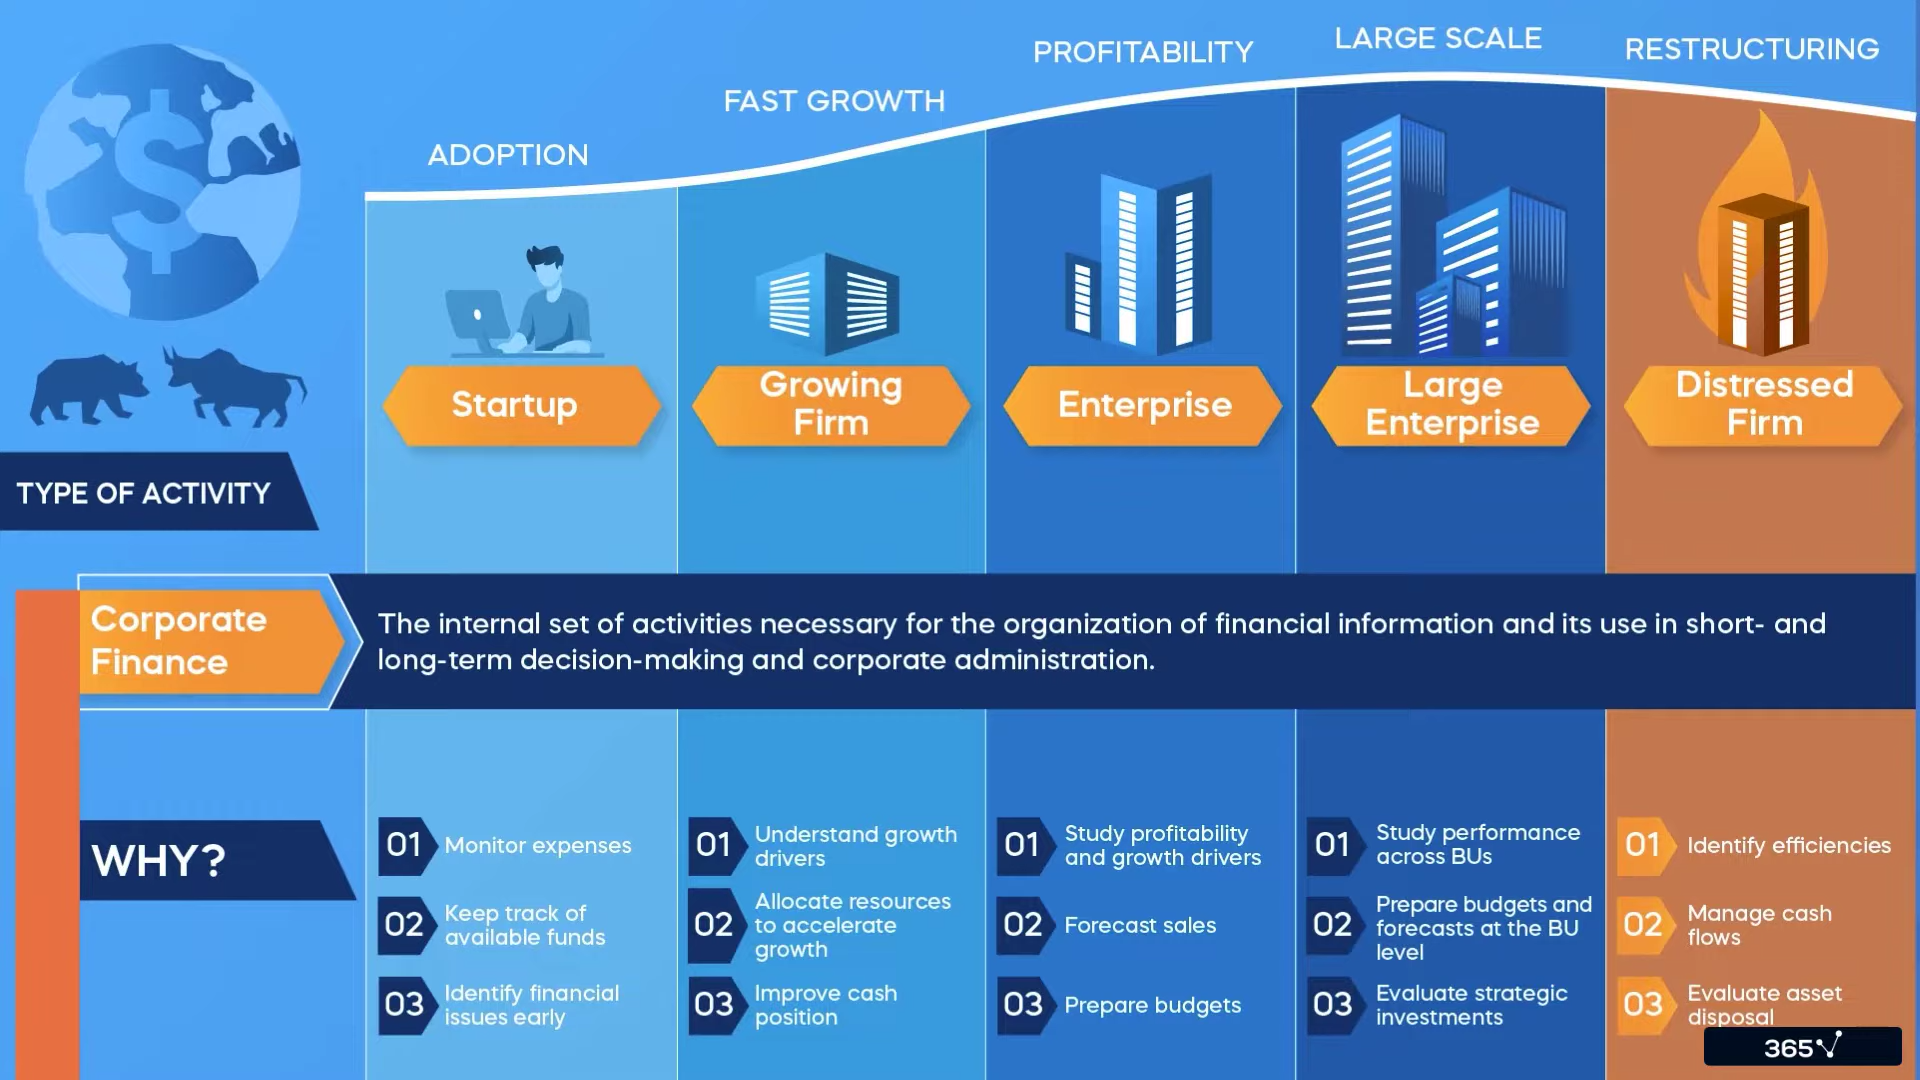 ADOPTION
FAST GROWTH
PROFITABILITY
LARGE SCALE
RESTRUCTURING
$
Startup
Growing
Firm
Enterprise
Large
Enterprise
Distressed
Firm
TYPE OF ACTIVITY
Corporate
Finance
The internal set of activities necessary for the organization of financial information and its use in short- and
long-term decision-making and corporate administration.
WHY?
01 Monitor expenses
02 Keep track of
available funds
03 Identify financial
issues early
01 Understand growth
drivers
02 Allocate resources
to accelerate
growth
03 Improve cash
position
01 Study profitability
and growth drivers
02 Forecast sales
03 Prepare budgets
01 Study performance
across BUs
02 Prepare budgets and
forecasts at the BU
level
03 Evaluate strategic
investments
01 Identify efficiencies
02 Manage cash
flows
03 Evaluate asset
disposal
365